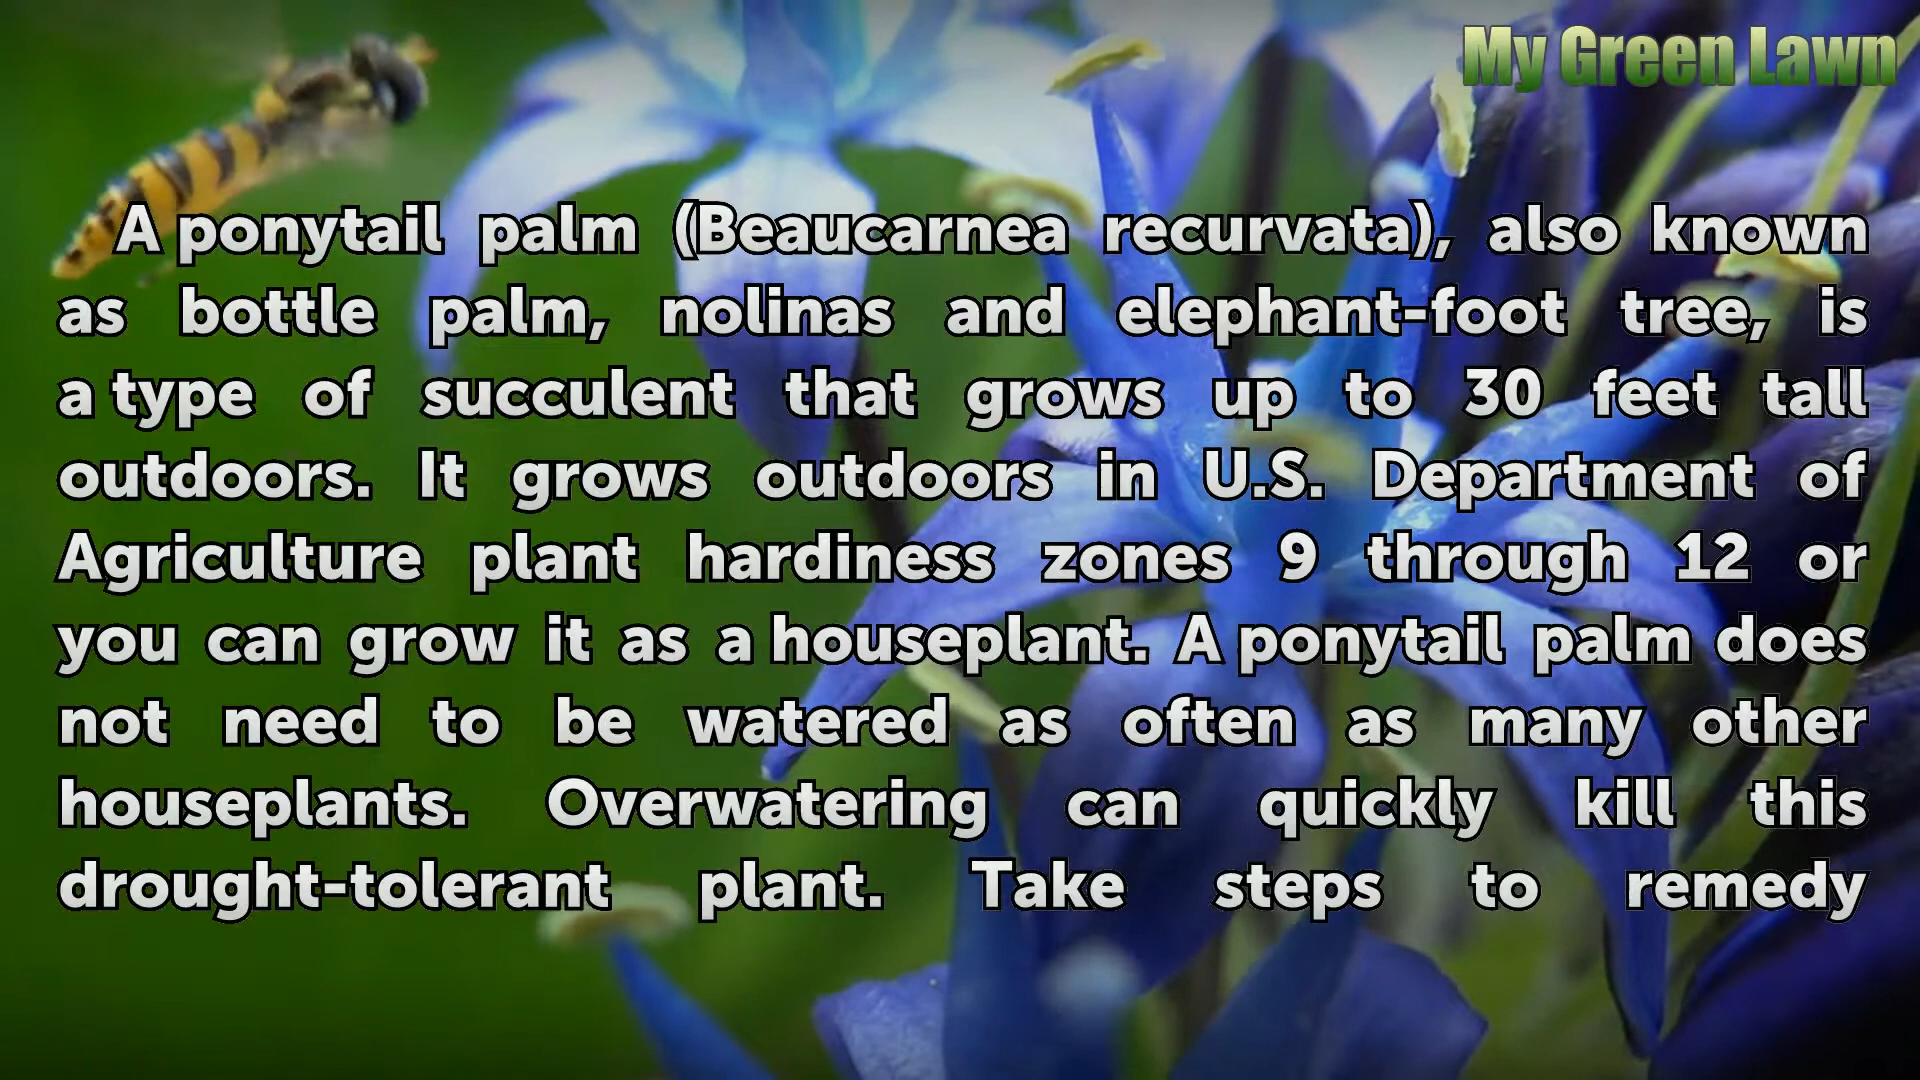 My Green Lawn
A ponytail palm (Beaucarnea recurvata), also known
as bottle palm, nolinas and elephant-foot tree, is
a type of succulent that grows up to 30 feet tall
outdoors. It grows outdoors in U.S. Department of
Agriculture plant hardiness zones 9 through 12 or
you can grow it as a houseplant. A ponytail palm does
not need to be watered as often as many other
houseplants. Overwatering can quickly kill this
drought-tolerant plant. Take steps to remedy